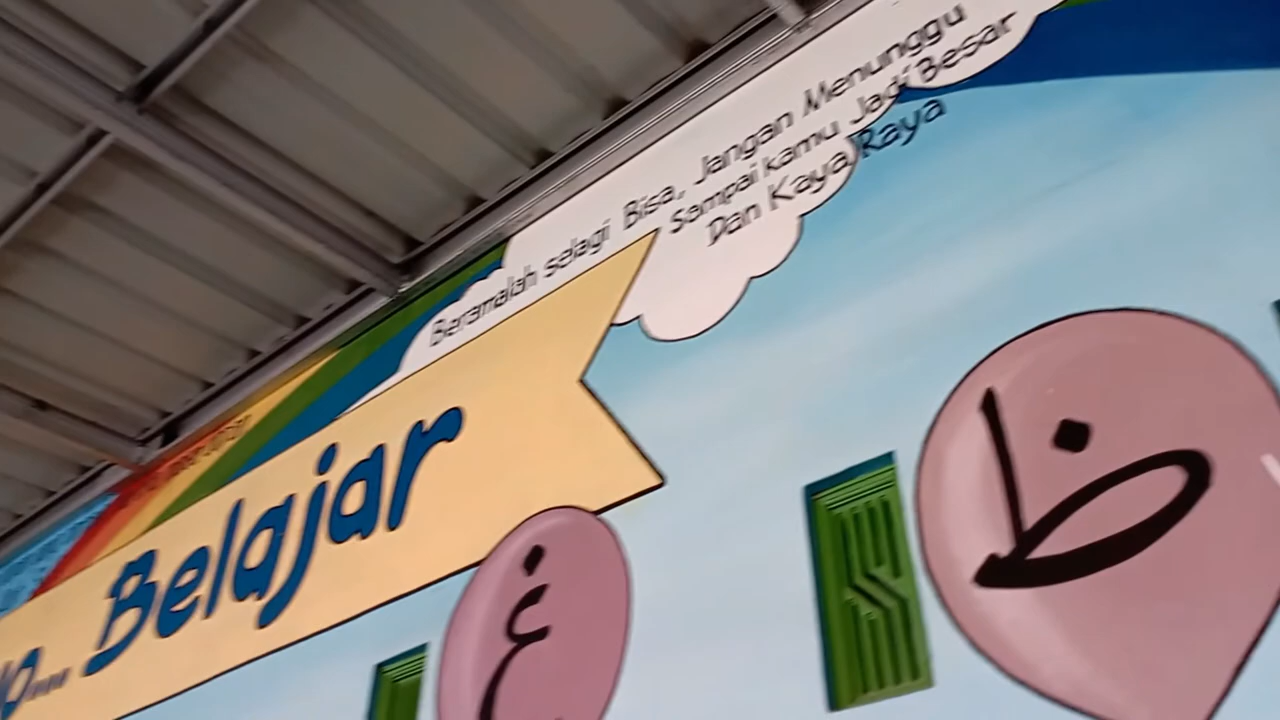 Beramalah selagi Bisa, Jangan Menunggu
Sampai kamu Jadi Besar
Dan Kaya Raya
Belajar
غ
ظ